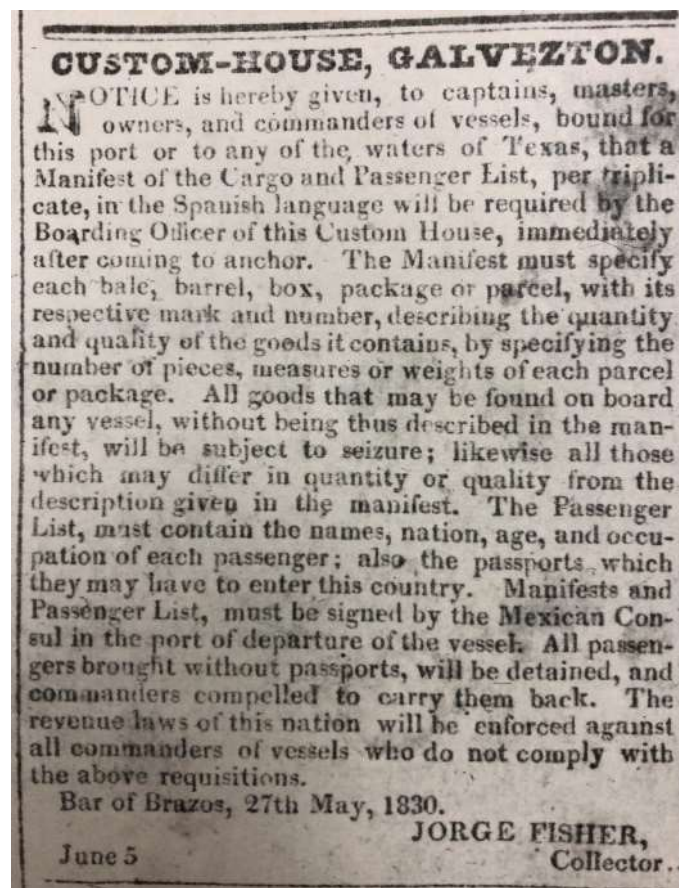 CUSTOM-HOUSE, GALVEZTON.
NOTICE is hereby given, to captains, masters,
owners, and commanders of vessels, bound for
this port or to any of the waters of Texas, that a
Manifest of the Cargo and Passenger List, per tripli-
cate, in the Spanish language will be required by the
Boarding Officer of this Custom House, immediately
after coming to anchor. The Manifest must specify
each bale, barrel, box, package or parcel, with its
respective mark and number, describing the quantity
and quality of the goods it contains, by specifying the
number of pieces, measures or weights of each parcel
or package. All goods that may be found on board
any vessel, without being thus described in the man-
ifest, will be subject to seizure; likewise all those
which may differ in quantity or quality from the
description given in the manifest. The Passenger
List, must contain the names, nation, age, and occu-
pation of each passenger; also the passports which
they may have to enter this country. Manifests and
Passenger List, must be signed by the Mexican Con-
sul in the port of departure of the vessel. All passen-
gers brought without passports, will be detained, and
commanders compelled to carry them back. The
revenue laws of this nation will be enforced against
all commanders of vessels who do not comply with
the above requisitions.
Bar of Brazos, 27th May, 1830.
JORGE FISHER,
June 5 Collector.